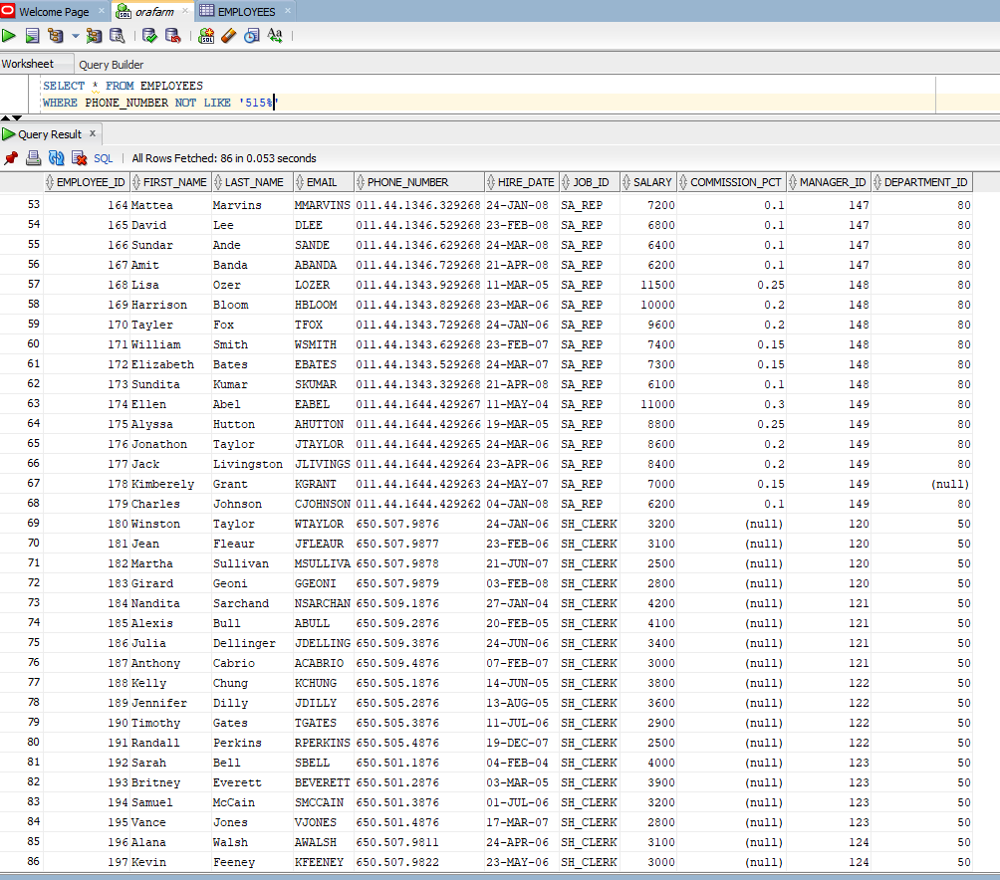 Welcome Page orafarm EMPLOYEES
Worksheet Query Builder
SELECT * FROM EMPLOYEES
WHERE PHONE_NUMBER NOT LIKE '515%'
Query Result
SQL All Rows Fetched: 86 in 0.053 seconds
EMPLOYEE_ID FIRST_NAME LAST_NAME EMAIL PHONE_NUMBER HIRE_DATE JOB_ID SALARY COMMISSION_PCT MANAGER_ID DEPARTMENT_ID
53 164 Mattea Marvins MMARVINS 011.44.1346.329268 24-JAN-08 SA_REP 7200 0.1 147 80
54 165 David Lee DLEE 011.44.1346.529268 23-FEB-08 SA_REP 6800 0.1 147 80
55 166 Sundar Ande SANDE 011.44.1346.629268 24-MAR-08 SA_REP 6400 0.1 147 80
56 167 Amit Banda ABANDA 011.44.1346.729268 21-APR-08 SA_REP 6200 0.1 147 80
57 168 Lisa Ozer LOZER 011.44.1343.929268 11-MAR-05 SA_REP 11500 0.25 148 80
58 169 Harrison Bloom HBLOOM 011.44.1343.829268 23-MAR-06 SA_REP 10000 0.2 148 80
59 170 Tayler Fox TFOX 011.44.1343.729268 24-JAN-06 SA_REP 9600 0.2 148 80
60 171 William Smith WSMITH 011.44.1343.629268 23-FEB-07 SA_REP 7400 0.15 148 80
61 172 Elizabeth Bates EBATES 011.44.1343.529268 24-MAR-07 SA_REP 7300 0.15 148 80
62 173 Sundita Kumar SKUMAR 011.44.1343.329268 21-APR-08 SA_REP 6100 0.1 148 80
63 174 Ellen Abel EABEL 011.44.1644.429267 11-MAY-04 SA_REP 11000 0.3 149 80
64 175 Alyssa Hutton AHUTTON 011.44.1644.429266 19-MAR-05 SA_REP 8800 0.25 149 80
65 176 Jonathon Taylor JTAYLOR 011.44.1644.429265 24-MAR-06 SA_REP 8600 0.2 149 80
66 177 Jack Livingston JLIVINGS 011.44.1644.429264 23-APR-06 SA_REP 8400 0.2 149 80
67 178 Kimberely Grant KGRANT 011.44.1644.429263 24-MAY-07 SA_REP 7000 0.15 149 (null)
68 179 Charles Johnson CJOHNSON 011.44.1644.429262 04-JAN-08 SA_REP 6200 0.1 149 80
69 180 Winston Taylor WTAYLOR 650.507.9876 24-JAN-06 SH_CLERK 3200 (null) 120 50
70 181 Jean Fleaur JFLEAUR 650.507.9877 23-FEB-06 SH_CLERK 3100 (null) 120 50
71 182 Martha Sullivan MSULLIVA 650.507.9878 21-JUN-07 SH_CLERK 2500 (null) 120 50
72 183 Girard Geoni GGEONI 650.507.9879 03-FEB-08 SH_CLERK 2800 (null) 120 50
73 184 Nandita Sarchand NSARCHAN 650.509.1876 27-JAN-04 SH_CLERK 4200 (null) 121 50
74 185 Alexis Bull ABULL 650.509.2876 20-FEB-05 SH_CLERK 4100 (null) 121 50
75 186 Julia Dellinger JDELLING 650.509.3876 24-JUN-06 SH_CLERK 3400 (null) 121 50
76 187 Anthony Cabrio ACABRIO 650.509.4876 07-FEB-07 SH_CLERK 3000 (null) 121 50
77 188 Kelly Chung KCHUNG 650.505.1876 14-JUN-05 SH_CLERK 3800 (null) 122 50
78 189 Jennifer Dilly JDILLY 650.505.2876 13-AUG-05 SH_CLERK 3600 (null) 122 50
79 190 Timothy Gates TGATES 650.505.3876 11-JUL-06 SH_CLERK 2900 (null) 122 50
80 191 Randall Perkins RPERKINS 650.505.4876 19-DEC-07 SH_CLERK 2500 (null) 122 50
81 192 Sarah Bell SBELL 650.501.1876 04-FEB-04 SH_CLERK 4000 (null) 123 50
82 193 Britney Everett BEVERETT 650.501.2876 03-MAR-05 SH_CLERK 3900 (null) 123 50
83 194 Samuel McCain SMCCAIN 650.501.3876 01-JUL-06 SH_CLERK 3200 (null) 123 50
84 195 Vance Jones VJONES 650.501.4876 17-MAR-07 SH_CLERK 2800 (null) 123 50
85 196 Alana Walsh AWALSH 650.507.9811 24-APR-06 SH_CLERK 3100 (null) 124 50
86 197 Kevin Feeney KFEENEY 650.507.9822 23-MAY-06 SH_CLERK 3000 (null) 124 50